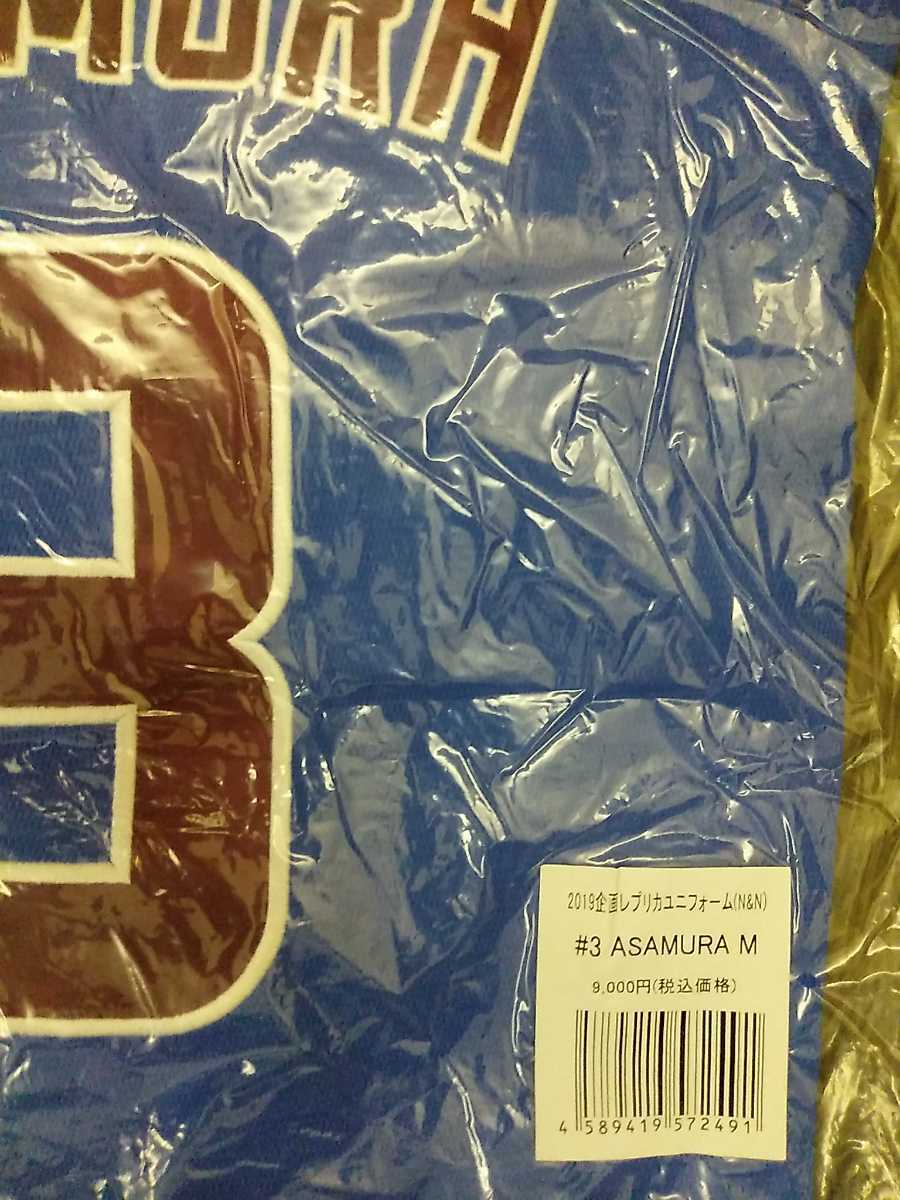 MURA
3
2019企画レプリカユニフォーム(N&N)
#3 ASAMURA M
9,000円(税込価格)
4 589419 572491